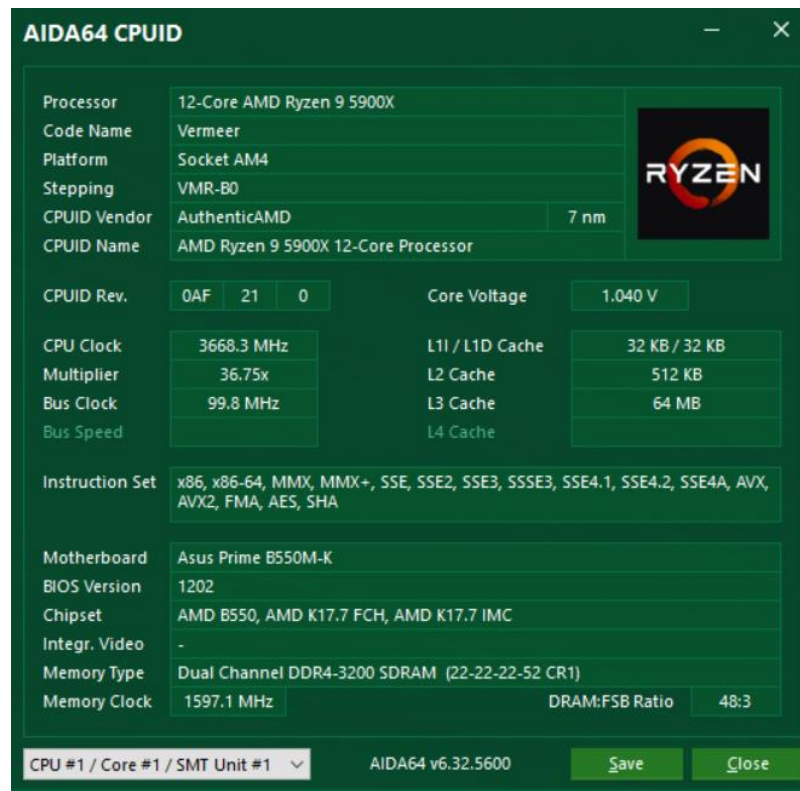 AIDA64 CPUID
Processor 12-Core AMD Ryzen 9 5900X
Code Name Vermeer
Platform Socket AM4
RYZEN
Stepping VMR-B0
CPUID Vendor AuthenticAMD 7 nm
CPUID Name AMD Ryzen 9 5900X 12-Core Processor
CPUID Rev. 0AF 21 0 Core Voltage 1.040 V
CPU Clock 3668.3 MHz L1I / L1D Cache 32 KB / 32 KB
Multiplier 36.75x L2 Cache 512 KB
Bus Clock 99.8 MHz L3 Cache 64 MB
Bus Speed L4 Cache
Instruction Set x86, x86-64, MMX, MMX+, SSE, SSE2, SSE3, SSSE3, SSE4.1, SSE4.2, SSE4A, AVX,
AVX2, FMA, AES, SHA
Motherboard Asus Prime B550M-K
BIOS Version 1202
Chipset AMD B550, AMD K17.7 FCH, AMD K17.7 IMC
Integr. Video -
Memory Type Dual Channel DDR4-3200 SDRAM (22-22-22-52 CR1)
Memory Clock 1597.1 MHz DRAM:FSB Ratio 48:3
CPU #1 / Core #1 / SMT Unit #1 AIDA64 v6.32.5600 Save Close